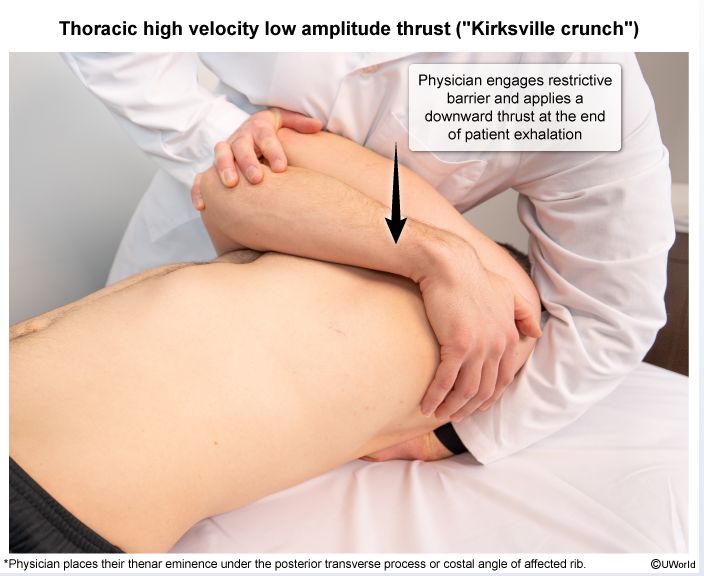 Thoracic high velocity low amplitude thrust ("Kirksville crunch")
Physician engages restrictive
barrier and applies a
downward thrust at the end
of patient exhalation
*Physician places their thenar eminence under the posterior transverse process or costal angle of affected rib.
©UWorld